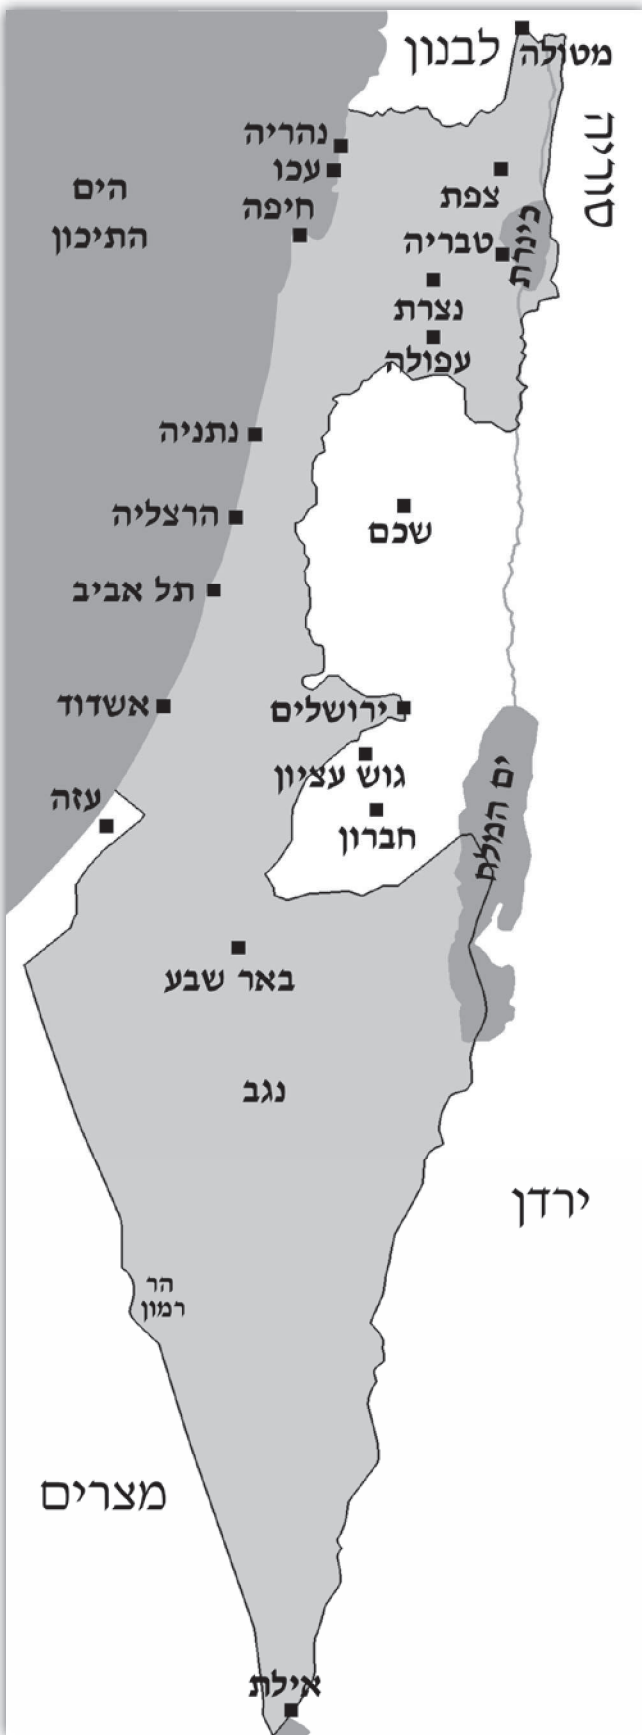 לבנון
מטולה
סוריה
נהריה
עכו
חיפה
הים
התיכון
צפת
כינרת
טבריה
נצרת
עפולה
נתניה
הרצליה
שכם
תל אביב
אשדוד
ירושלים
גוש עציון
ים המלח
עזה
חברון
באר שבע
נגב
ירדן
הר
רמון
מצרים
אילת